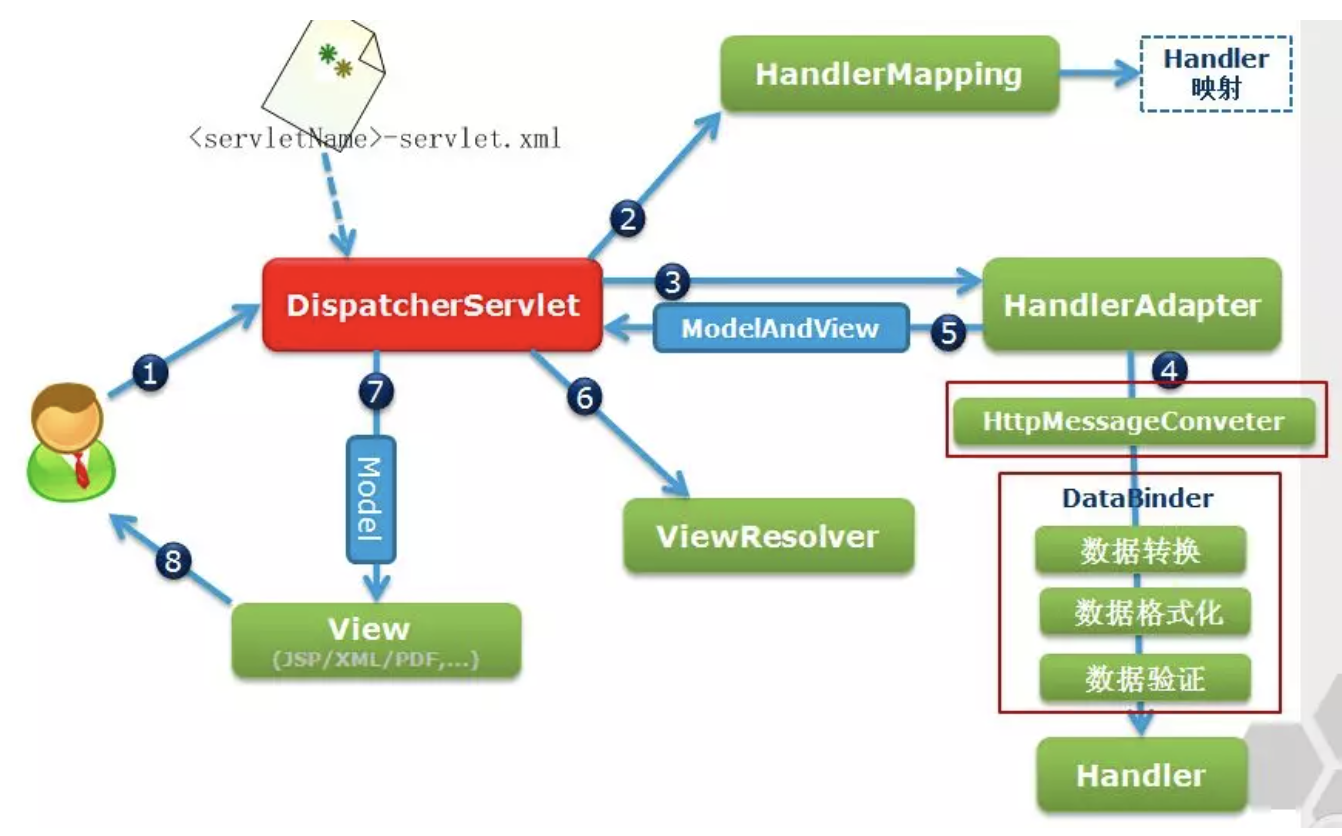 <servletName>-servlet.xml
HandlerMapping
Handler
映射
2
DispatcherServlet
3
HandlerAdapter
ModelAndView
5
1
7
6
4
HttpMessageConveter
Model
DataBinder
ViewResolver
数据转换
8
数据格式化
View
(JSP/XML/PDF,...)
数据验证
Handler